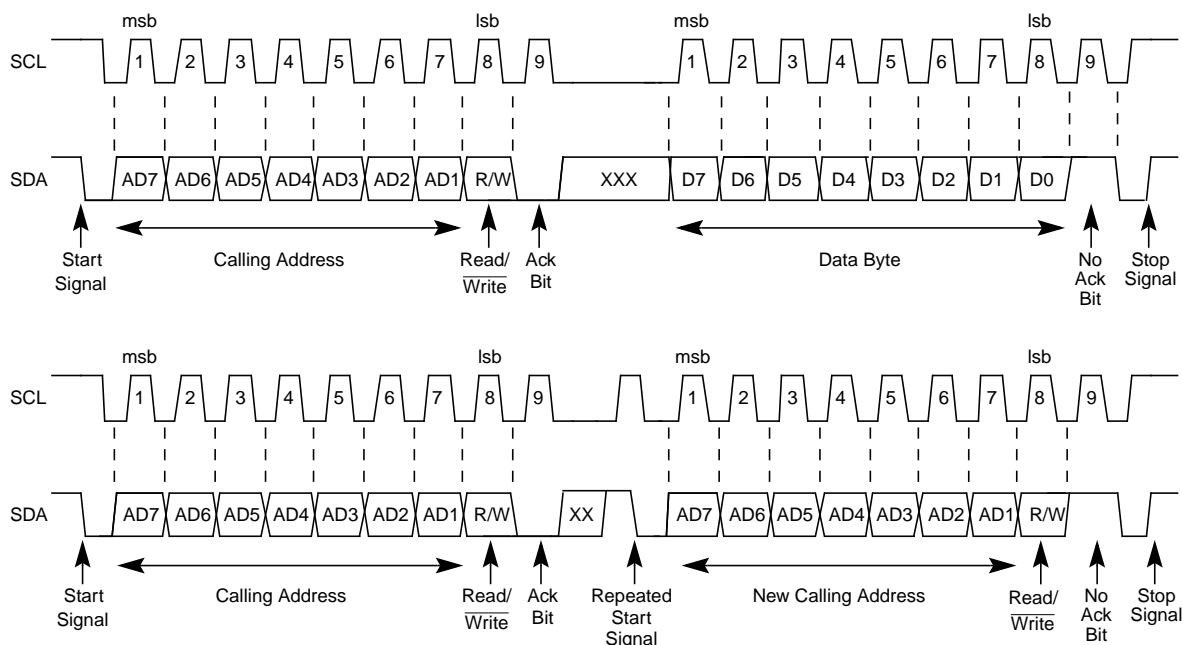 msb lsb msb lsb
SCL 1 2 3 4 5 6 7 8 9 1 2 3 4 5 6 7 8 9
SDA AD7 AD6 AD5 AD4 AD3 AD2 AD1 R/W XXX D7 D6 D5 D4 D3 D2 D1 D0
Start Calling Address Read/ Ack Data Byte No Stop
Signal Write Bit Ack Signal
Bit
msb lsb msb lsb
SCL 1 2 3 4 5 6 7 8 9 1 2 3 4 5 6 7 8 9
SDA AD7 AD6 AD5 AD4 AD3 AD2 AD1 R/W XX AD7 AD6 AD5 AD4 AD3 AD2 AD1 R/W
Start Calling Address Read/ Ack Repeated New Calling Address Read/ No Stop
Signal Write Bit Start Write Ack Signal
Signal Bit